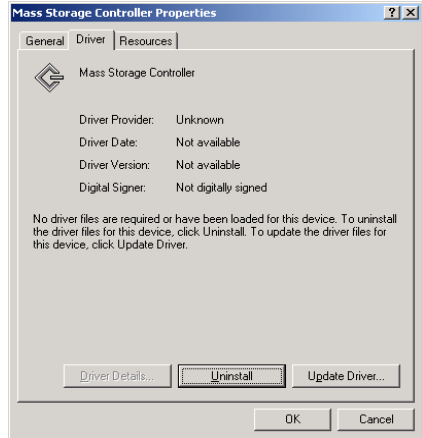 Mass Storage Controller Properties
General Driver Resources
Mass Storage Controller
Driver Provider: Unknown
Driver Date: Not available
Driver Version: Not available
Digital Signer: Not digitally signed
No driver files are required or have been loaded for this device. To uninstall
the driver files for this device, click Uninstall. To update the driver files for
this device, click Update Driver.
Driver Details... Uninstall Update Driver...
OK Cancel